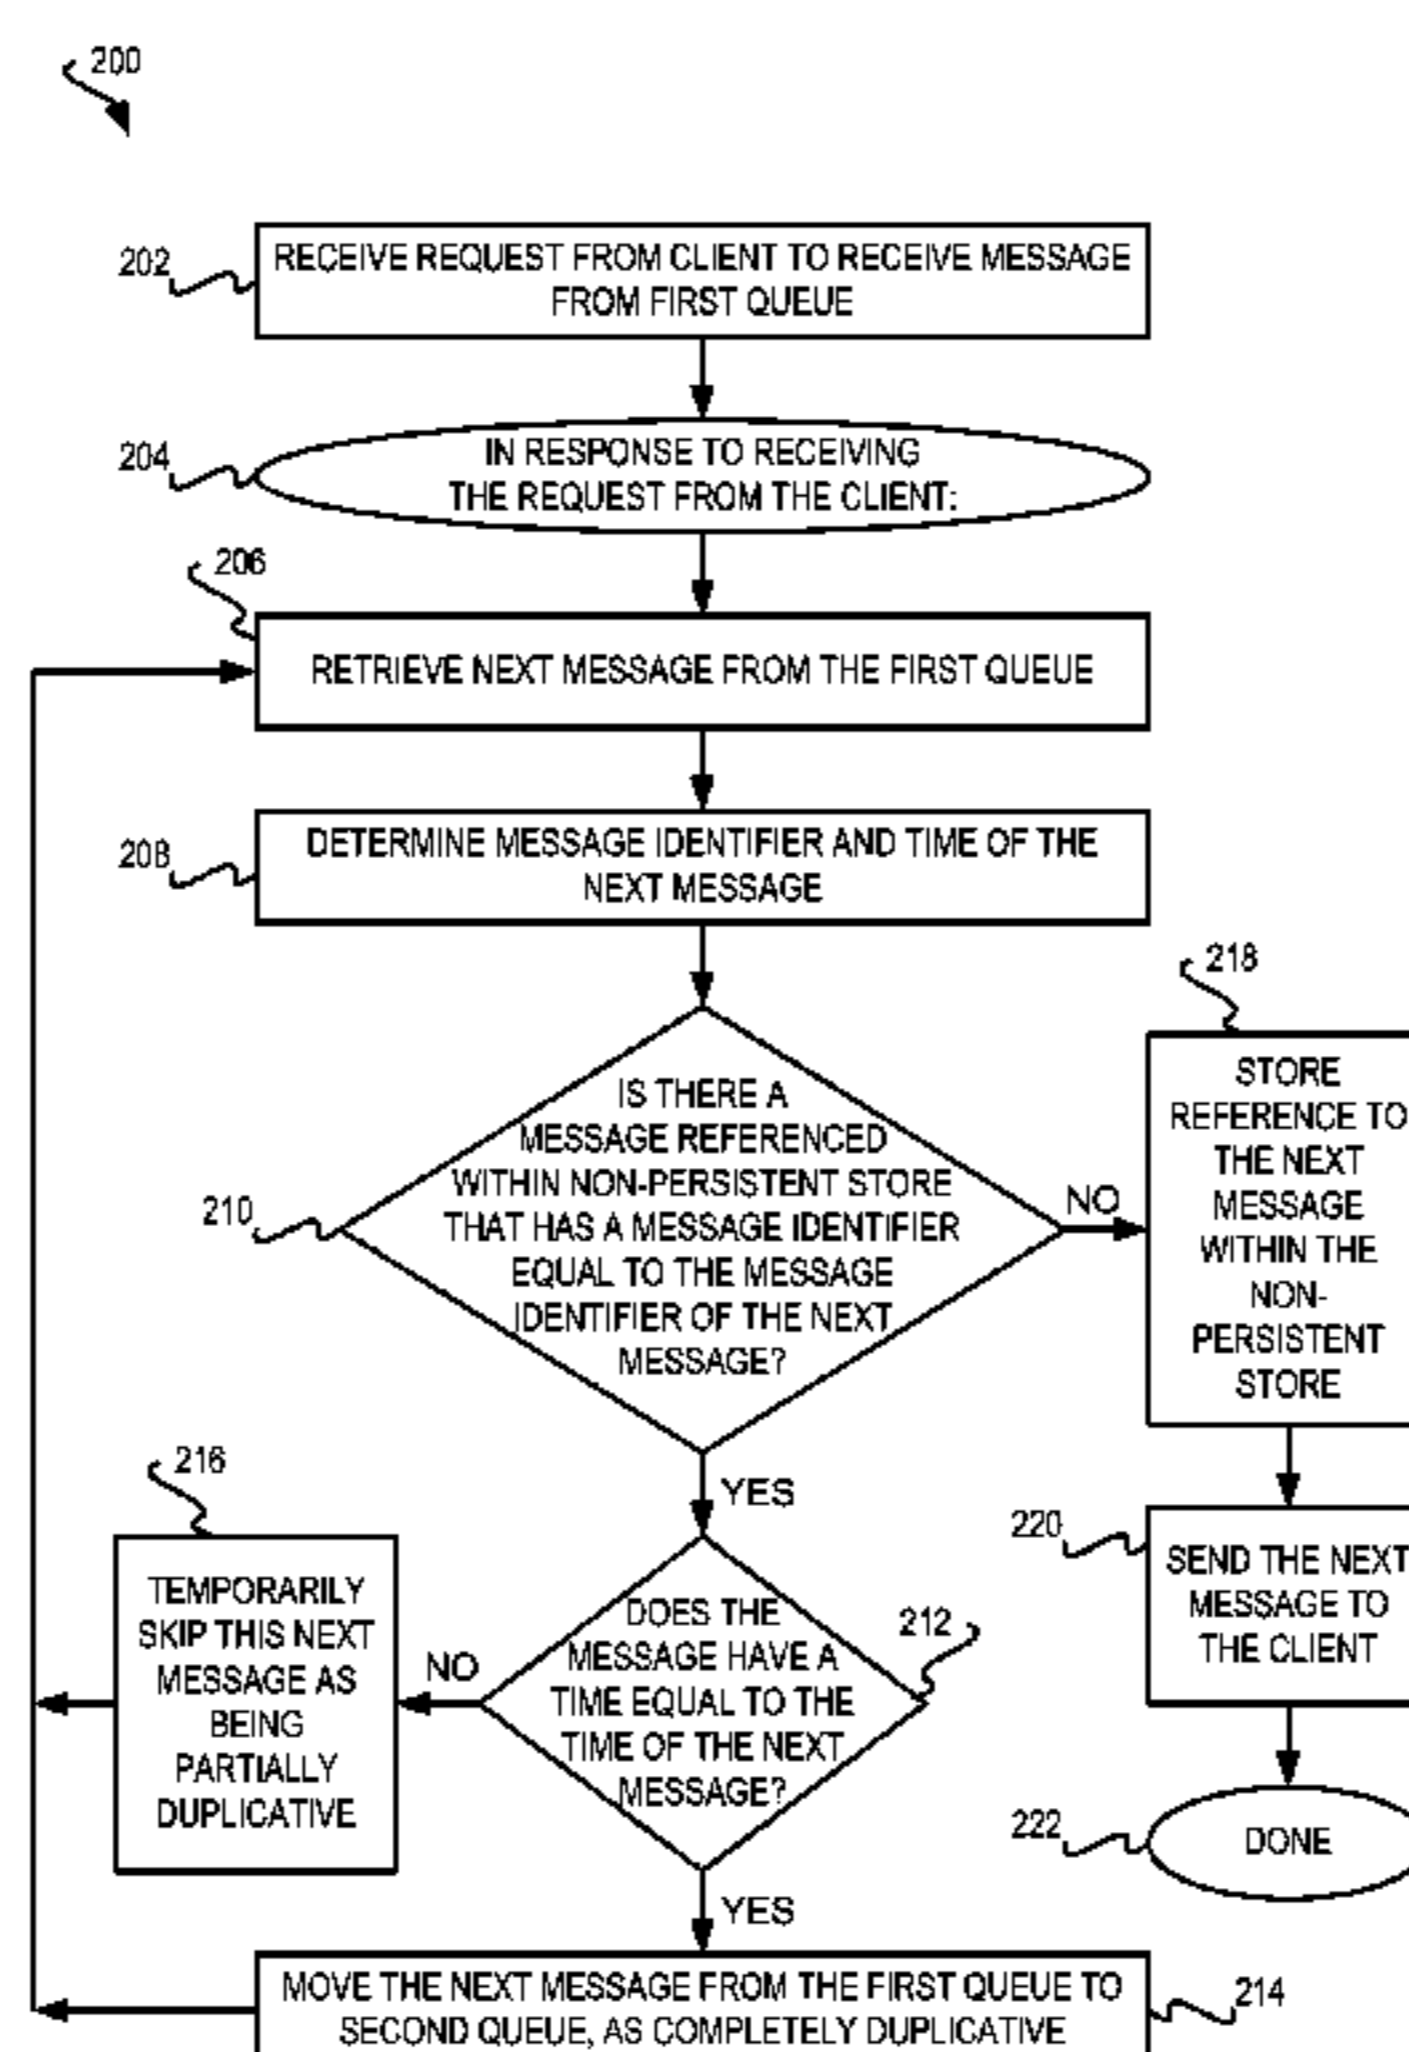 200
202
RECEIVE REQUEST FROM CLIENT TO RECEIVE MESSAGE
FROM FIRST QUEUE
204
IN RESPONSE TO RECEIVING
THE REQUEST FROM THE CLIENT:
206
RETRIEVE NEXT MESSAGE FROM THE FIRST QUEUE
208
DETERMINE MESSAGE IDENTIFIER AND TIME OF THE
NEXT MESSAGE
210
IS THERE A
MESSAGE REFERENCED
WITHIN NON-PERSISTENT STORE
THAT HAS A MESSAGE IDENTIFIER
EQUAL TO THE MESSAGE
IDENTIFIER OF THE NEXT
MESSAGE?
NO
218
STORE
REFERENCE TO
THE NEXT
MESSAGE
WITHIN THE
NON-
PERSISTENT
STORE
YES
216
TEMPORARILY
SKIP THIS NEXT
MESSAGE AS
BEING
PARTIALLY
DUPLICATIVE
NO
DOES THE
MESSAGE HAVE A
TIME EQUAL TO THE
TIME OF THE NEXT
MESSAGE?
212
220
SEND THE NEXT
MESSAGE TO
THE CLIENT
222
DONE
YES
MOVE THE NEXT MESSAGE FROM THE FIRST QUEUE TO
SECOND QUEUE, AS COMPLETELY DUPLICATIVE
214